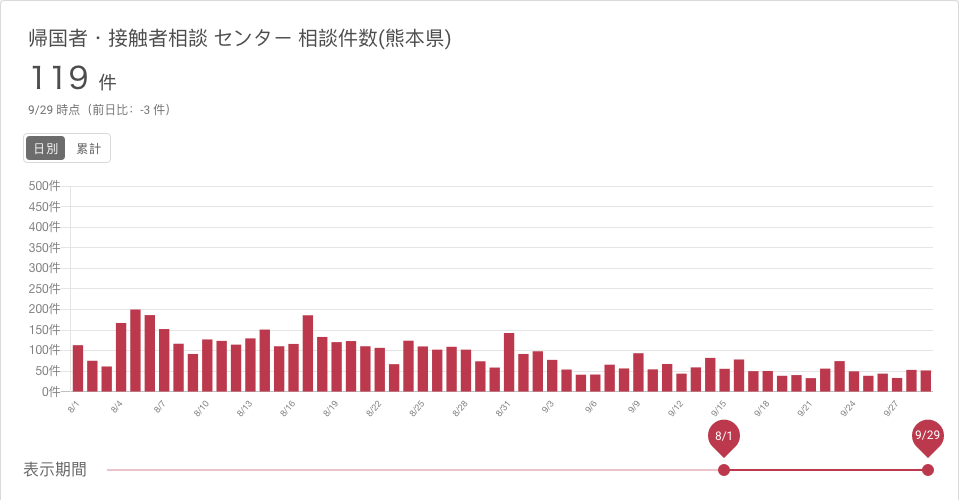 帰国者・接触者相談 センター 相談件数(熊本県)
119 件
9/29 時点（前日比： -3 件）
日別 累計
500件
450件
400件
350件
300件
250件
200件
150件
100件
50件
0件
8/1 8/4 8/7 8/10 8/13 8/16 8/19 8/22 8/25 8/28 8/31 9/3 9/6 9/9 9/12 9/15 9/18 9/21 9/24 9/27
8/1 9/29
表示期間